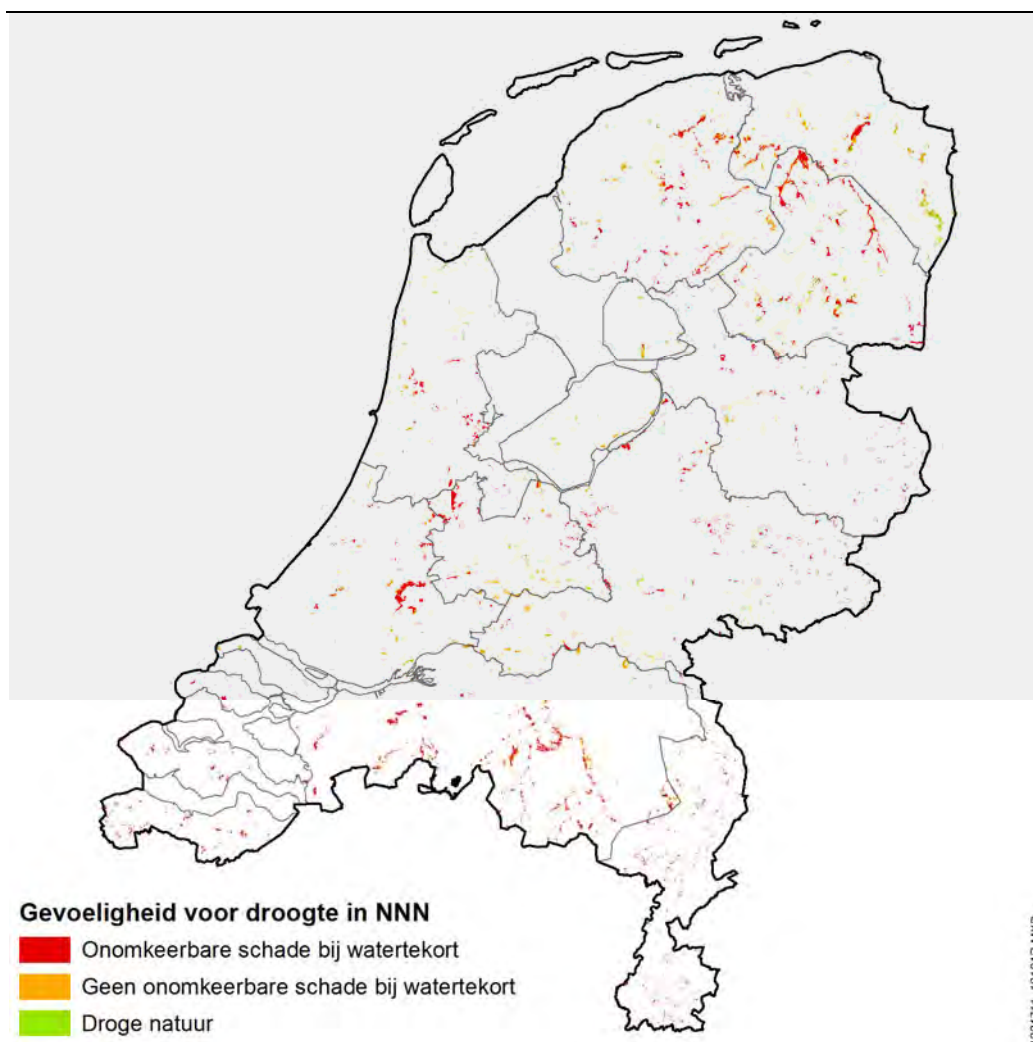 Gevoeligheid voor droogte in NNN
Onomkeerbare schade bij watertekort
Geen onomkeerbare schade bij watertekort
Droge natuur